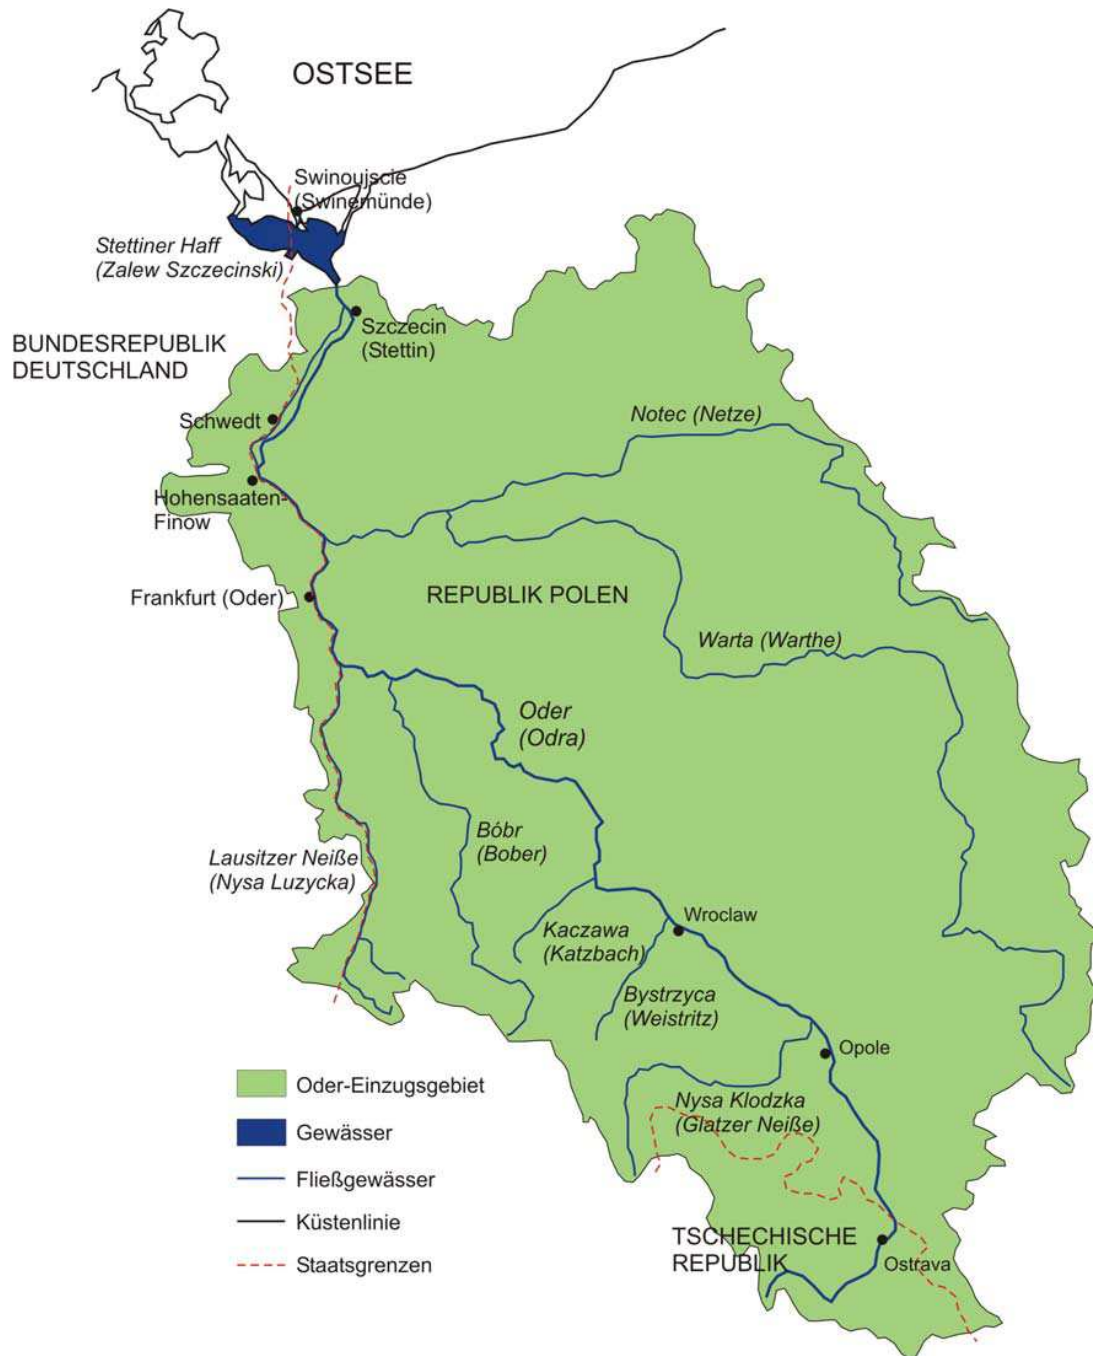 OSTSEE
Swinoujscie
(Swinemünde)
Stettiner Haff
(Zalew Szczecinski)
Szczecin
(Stettin)
BUNDESREPUBLIK
DEUTSCHLAND
Schwedt
Notec (Netze)
Hohensaaten-
Finow
Frankfurt (Oder)
REPUBLIK POLEN
Warta (Warthe)
Oder
(Odra)
Bóbr
(Bober)
Lausitzer Neiße
(Nysa Luzycka)
Wroclaw
Kaczawa
(Katzbach)
Bystrzyca
(Weistritz)
Opole
Nysa Klodzka
(Glatzer Neiße)
Oder-Einzugsgebiet
Gewässer
Fließgewässer
Küstenlinie
Staatsgrenzen
TSCHECHISCHE
REPUBLIK
Ostrava